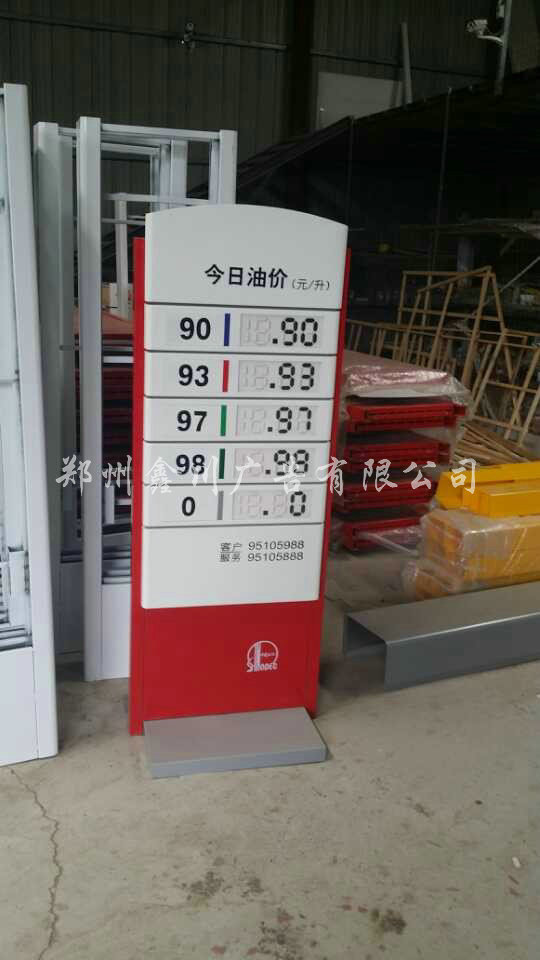 今日油价(元/升)
90 .90
93 .93
97 .97
98 .98
0 .0
客户 95105988
服务 95105888
SINOPEC
郑州鑫川广告有限公司